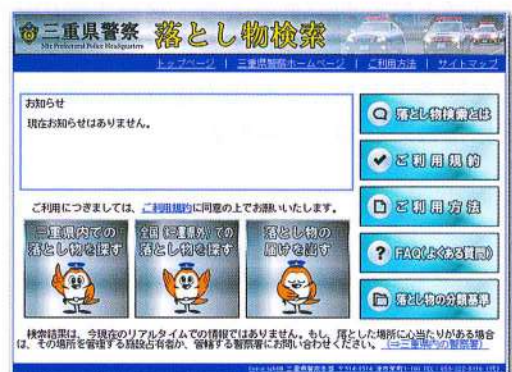 三重県警察 落とし物検索
Mie Prefectural Police Headquarters
トップページ | 三重県警察ホームページ | ご利用方法 | サイトマップ
お知らせ
現在お知らせはありません。
落とし物検索とは
ご利用規約
ご利用方法
FAQ(よくある質問)
落とし物の分類基準
ご利用につきましては、ご利用規約に同意の上でお願いいたします。
三重県内での
落とし物を探す
全国(三重県外)での
落とし物を探す
落とし物の
届けを出す
検索結果は、今現在のリアルタイムでの情報ではありません。もし、落とした場所に心当たりがある場合
は、その場所を管理する施設占有者か、管轄する警察署にお問い合わせください。(⇒三重県内の警察署)